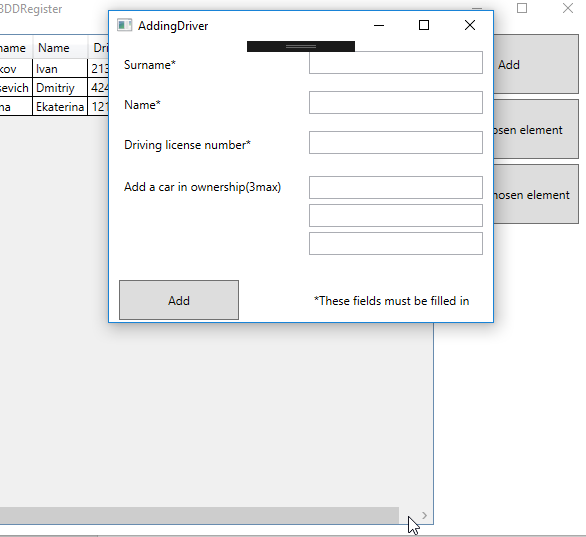 BDDRegister
AddingDriver
name Name Dri
Surname*
kov Ivan 213
Add
sevich Dmitriy 424
na Ekaterina 121
Name*
osen element
Driving license number*
Add a car in ownership(3max)
hosen element
Add
*These fields must be filled in